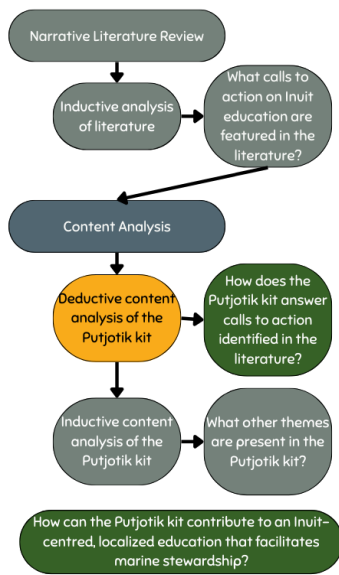 Narrative Literature Review
Inductive analysis
of literature
What calls to
action on Inuit
education are
featured in the
literature?
Content Analysis
Deductive content
analysis of the
Putjotik kit
How does the
Putjotik kit answer
calls to action
identified in the
literature?
Inductive content
analysis of the
Putjotik kit
What other themes
are present in the
Putjotik kit?
How can the Putjotik kit contribute to an Inuit-
centred, localized education that facilitates
marine stewardship?